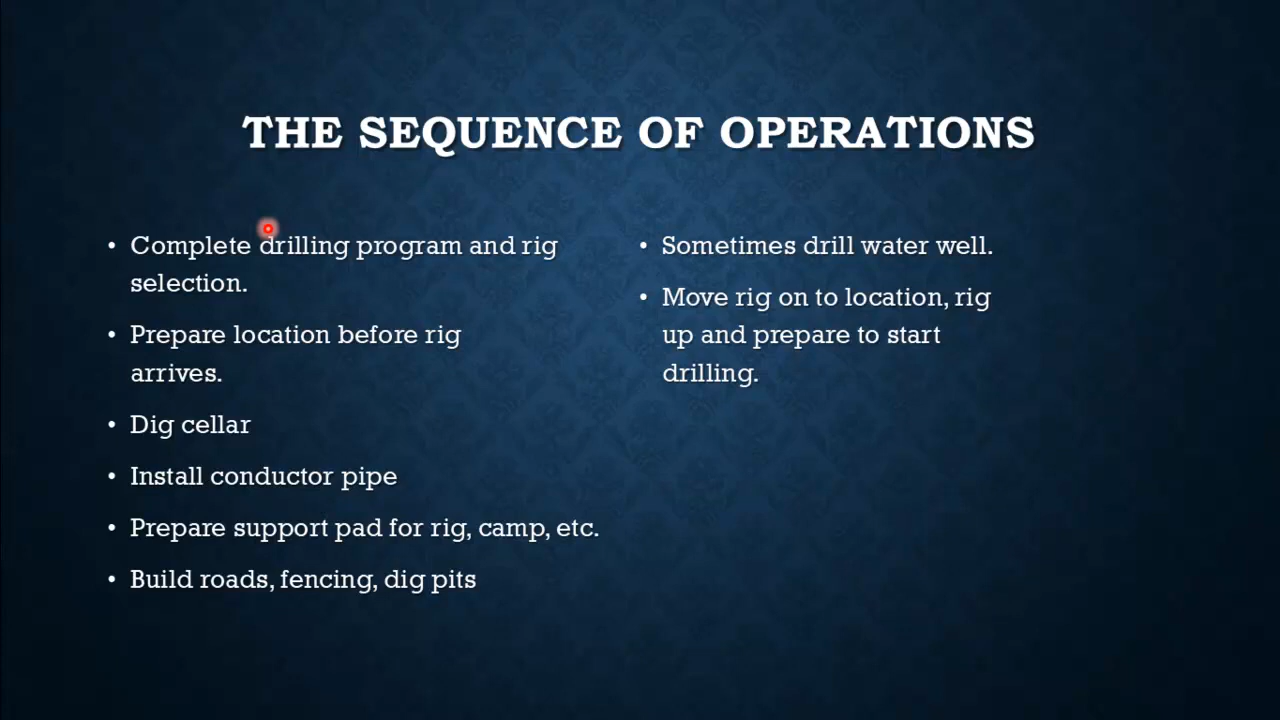 THE SEQUENCE OF OPERATIONS
• Complete drilling program and rig
selection.
• Prepare location before rig
arrives.
• Dig cellar
• Install conductor pipe
• Prepare support pad for rig, camp, etc.
• Build roads, fencing, dig pits
• Sometimes drill water well.
• Move rig on to location, rig
up and prepare to start
drilling.